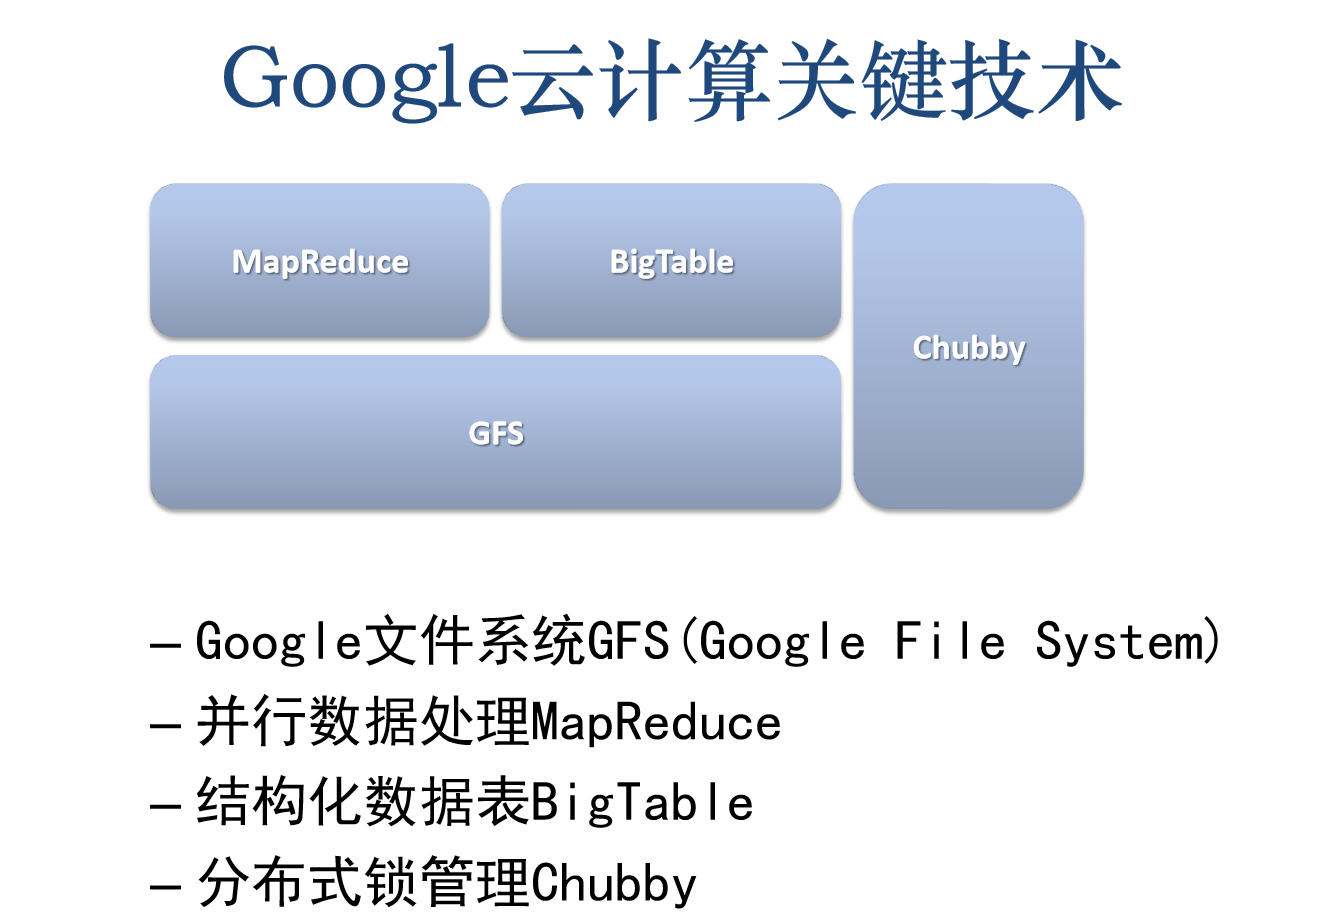 Google云计算关键技术
MapReduce
BigTable
Chubby
GFS
– Google文件系统GFS(Google File System)
– 并行数据处理MapReduce
– 结构化数据表BigTable
– 分布式锁管理Chubby